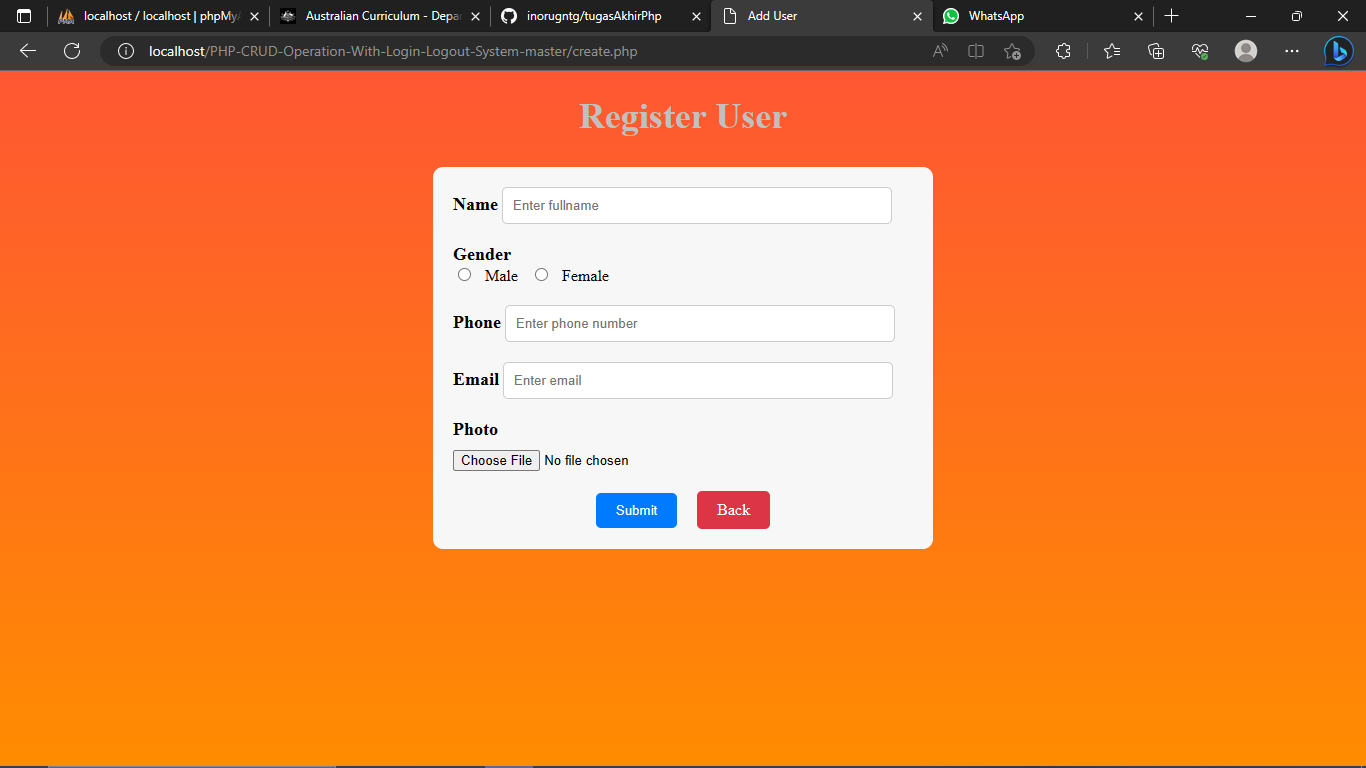 localhost / localhost | phpMy
Australian Curriculum - Depa
inorugntg/tugasAkhirPhp
Add User
WhatsApp
localhost/PHP-CRUD-Operation-With-Login-Logout-System-master/create.php
Register User
Name Enter fullname
Gender
Male Female
Phone Enter phone number
Email Enter email
Photo
Choose File No file chosen
Submit Back